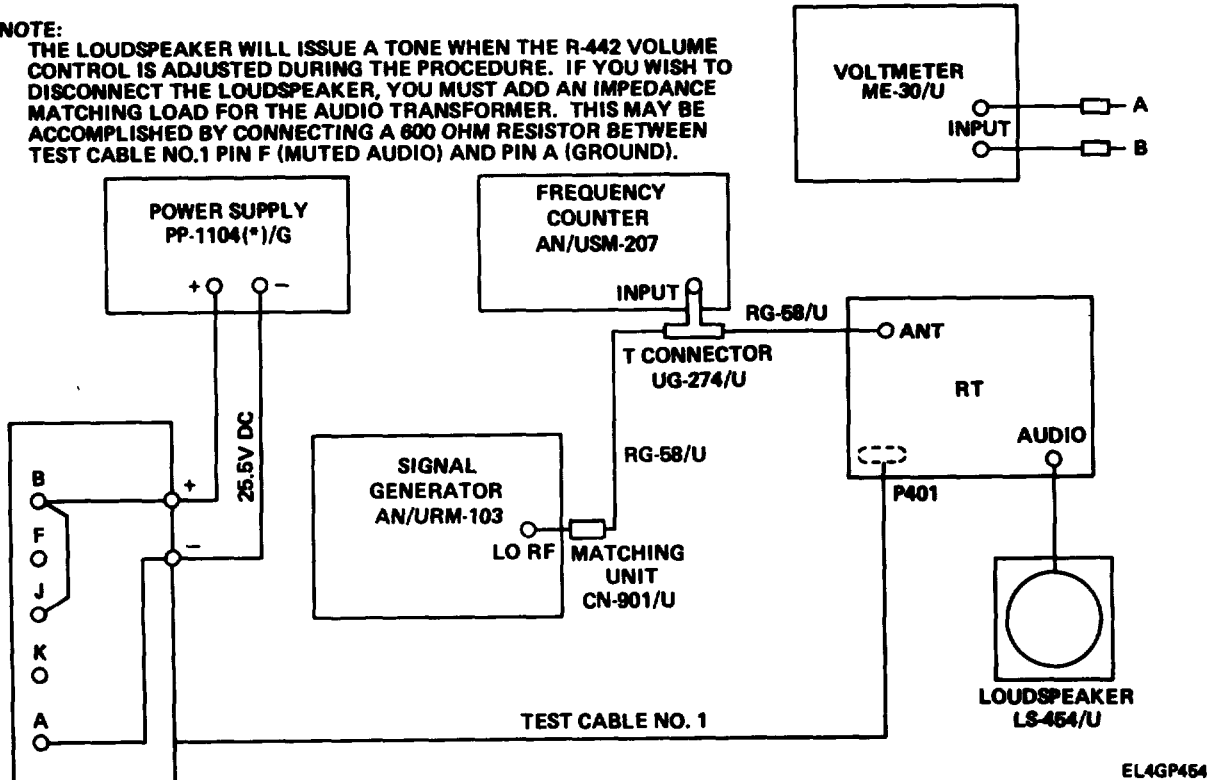 NOTE:
THE LOUDSPEAKER WILL ISSUE A TONE WHEN THE R-442 VOLUME
CONTROL IS ADJUSTED DURING THE PROCEDURE. IF YOU WISH TO
DISCONNECT THE LOUDSPEAKER, YOU MUST ADD AN IMPEDANCE
MATCHING LOAD FOR THE AUDIO TRANSFORMER. THIS MAY BE
ACCOMPLISHED BY CONNECTING A 600 OHM RESISTOR BETWEEN
TEST CABLE NO.1 PIN F (MUTED AUDIO) AND PIN A (GROUND).
VOLTMETER
ME-30/U
INPUT
A
B
POWER SUPPLY
PP-1104(*)/G
+ −
FREQUENCY
COUNTER
AN/USM-207
INPUT
RG-58/U
T CONNECTOR
UG-274/U
ANT
RT
AUDIO
P401
25.5V DC
RG-58/U
SIGNAL
GENERATOR
AN/URM-103
LO RF
MATCHING
UNIT
CN-901/U
B
+
F
−
J
K
A
TEST CABLE NO. 1
LOUDSPEAKER
LS-454/U
EL4GP454